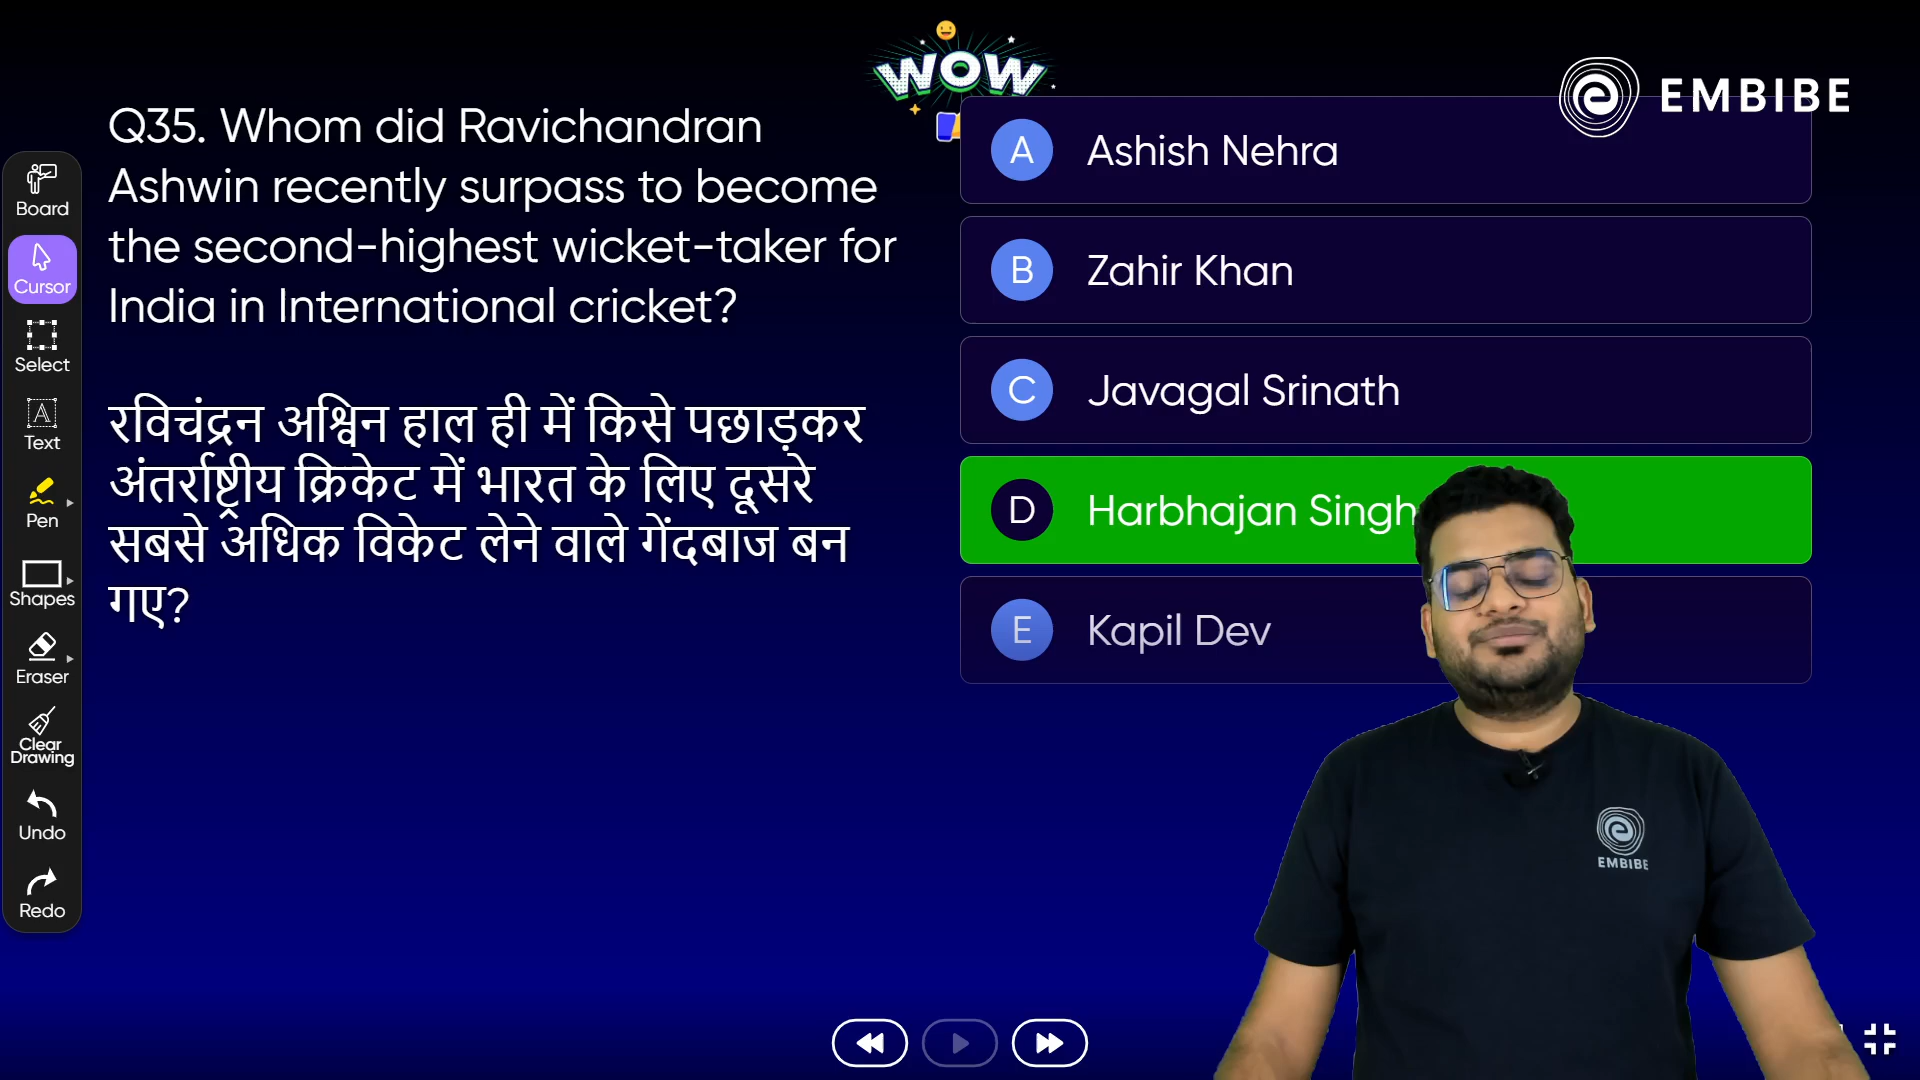 WOW
EMBIBE
Q35. Whom did Ravichandran
Ashwin recently surpass to become
the second-highest wicket-taker for
India in International cricket?
रविचंद्रन अश्विन हाल ही में किसे पछाड़कर
अंतर्राष्ट्रीय क्रिकेट में भारत के लिए दूसरे
सबसे अधिक विकेट लेने वाले गेंदबाज बन
गए?
A Ashish Nehra
B Zahir Khan
C Javagal Srinath
D Harbhajan Singh
E Kapil Dev
Board
Cursor
Select
A
Text
Pen
Shapes
Eraser
Clear
Drawing
Undo
Redo
EMBIBE